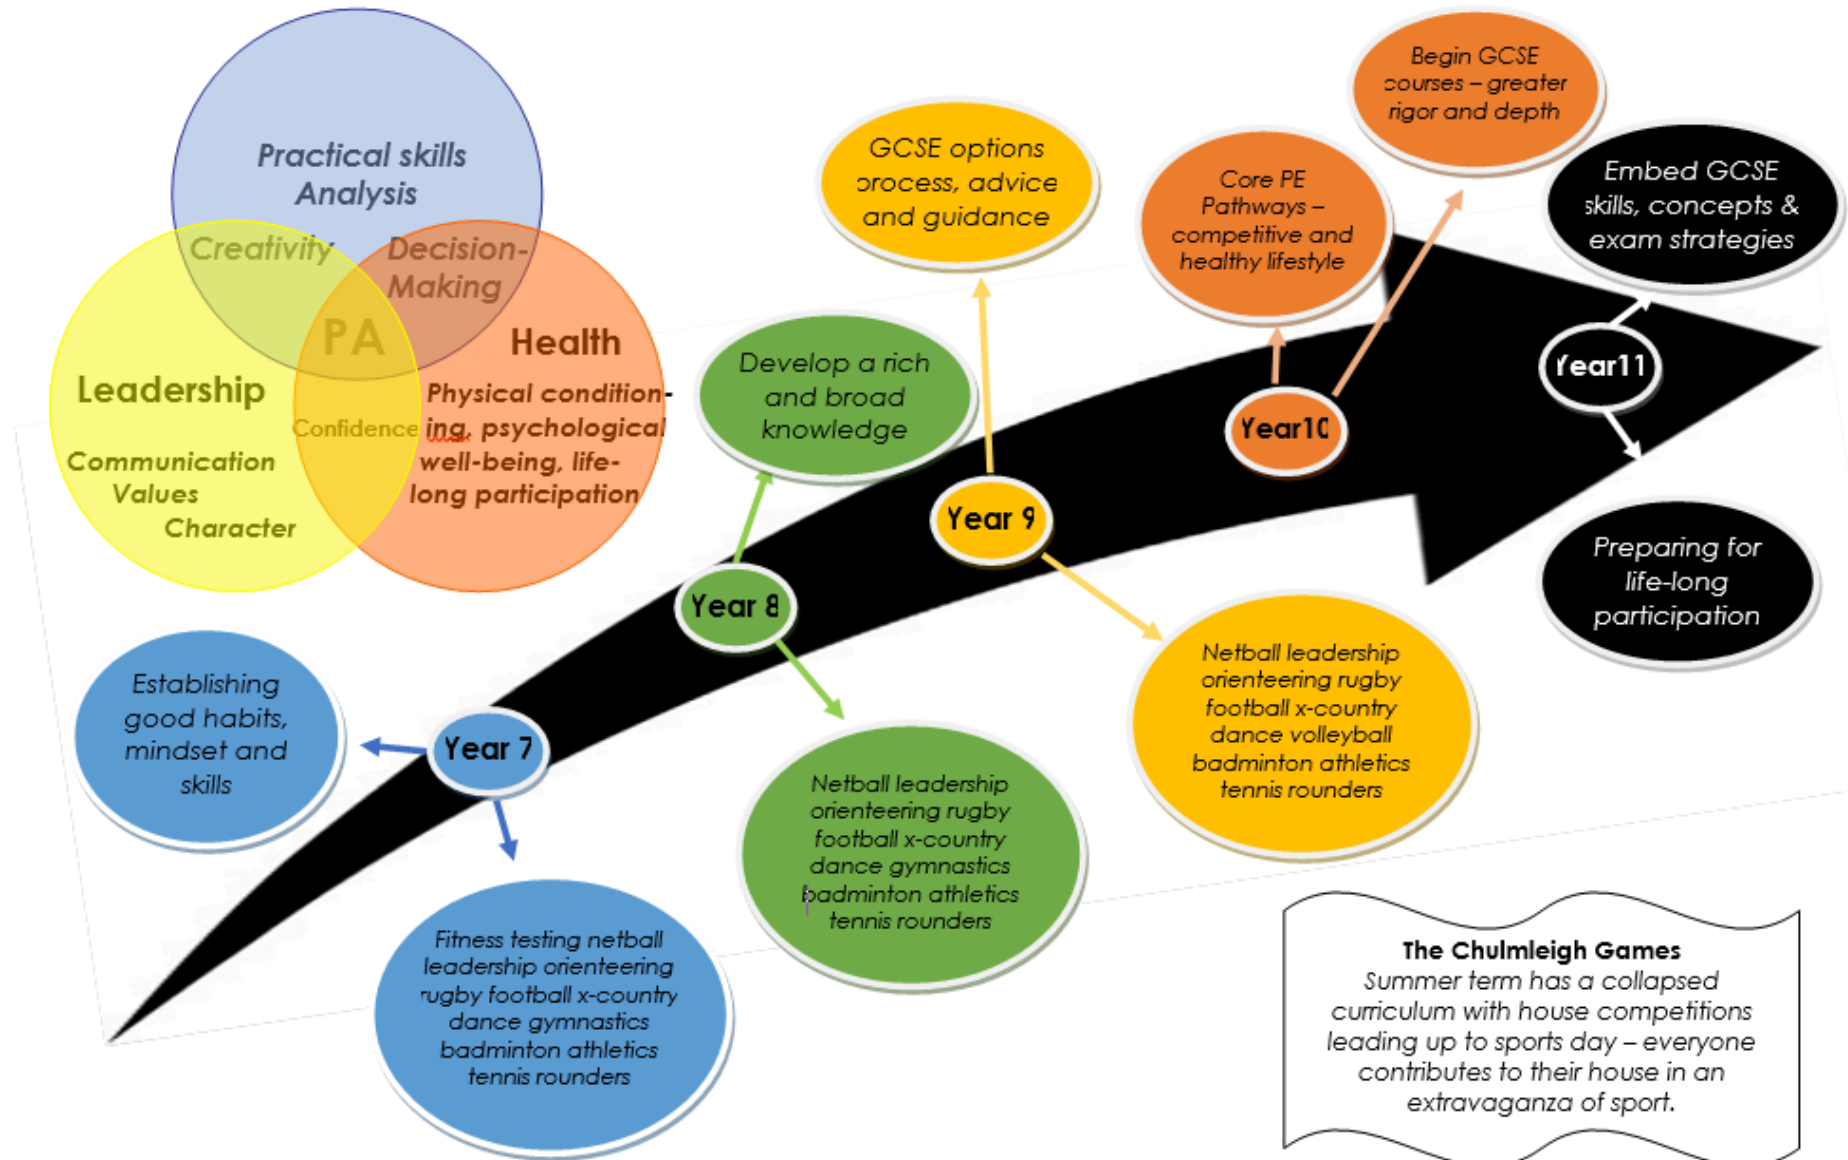 Practical skills
Analysis
Creativity
Decision-
Making
PA
Health
Leadership
Physical condition-
ing, psychological
well-being, life-
long participation
Confidence
Communication
Values
Character
Establishing
good habits,
mindset and
skills
Year 7
Fitness testing netball
leadership orienteering
rugby football x-country
dance gymnastics
badminton athletics
tennis rounders
Develop a rich
and broad
knowledge
Year 8
Netball leadership
orienteering rugby
football x-country
dance gymnastics
badminton athletics
tennis rounders
GCSE options
process, advice
and guidance
Year 9
Netball leadership
orienteering rugby
football x-country
dance volleyball
badminton athletics
tennis rounders
Core PE
Pathways –
competitive and
healthy lifestyle
Begin GCSE
courses – greater
rigor and depth
Year10
Embed GCSE
skills, concepts &
exam strategies
Year11
Preparing for
life-long
participation
The Chulmleigh Games
Summer term has a collapsed
curriculum with house competitions
leading up to sports day – everyone
contributes to their house in an
extravaganza of sport.